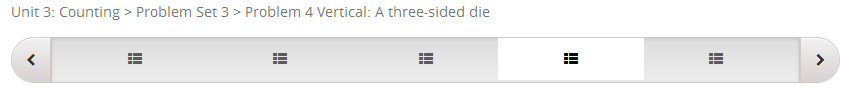 Unit 3: Counting > Problem Set 3 > Problem 4 Vertical: A three-sided die